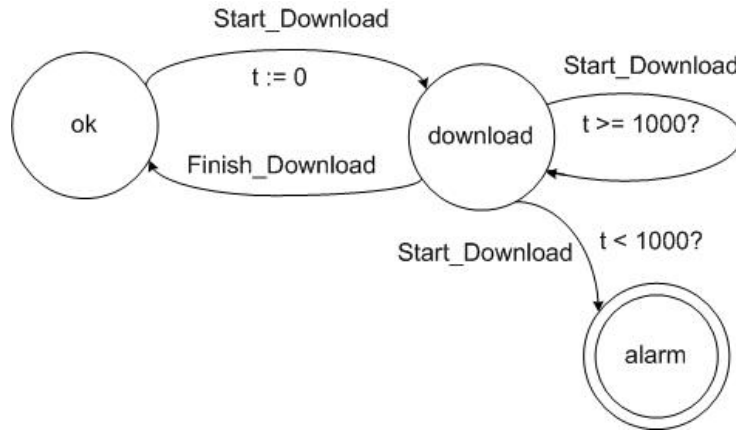 Start_Download
t := 0
ok
download
Start_Download
t >= 1000?
Finish_Download
Start_Download
t < 1000?
alarm